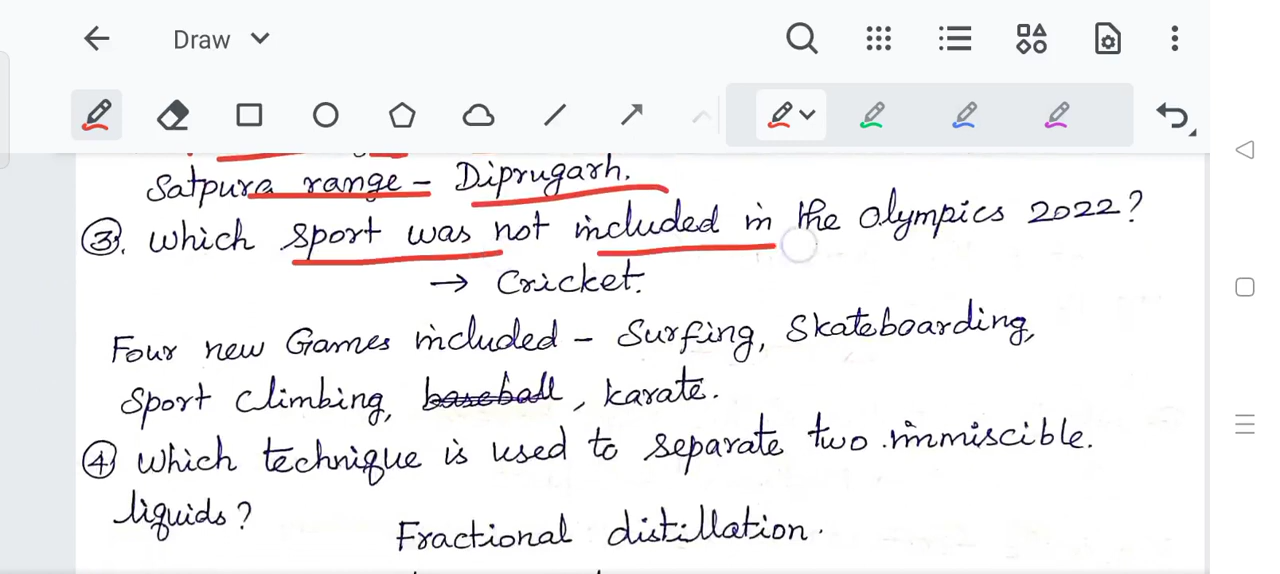 Draw
Satpura range - Diprugarh.
③. Which sport was not included in the Olympics 2022?
→ Cricket.
Four new Games included - Surfing, Skateboarding,
Sport Climbing, baseball, karate.
④ Which technique is used to separate two immiscible.
liquids?
Fractional distillation.